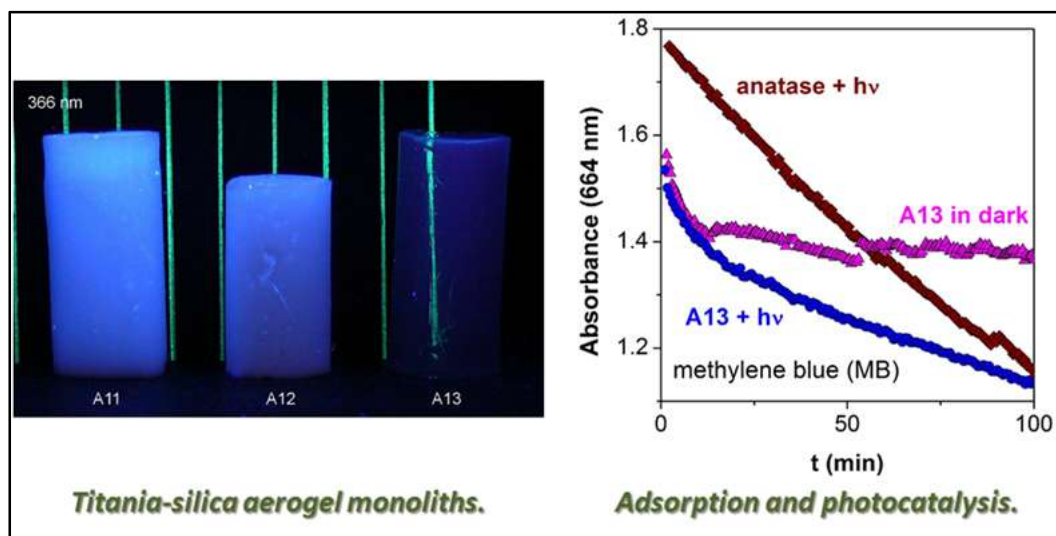 366 nm
A11
A12
A13
Titania-silica aerogel monoliths.
1.8
1.6
1.4
1.2
Absorbance (664 nm)
anatase + hν
A13 in dark
A13 + hν
methylene blue (MB)
0
50
100
t (min)
Adsorption and photocatalysis.